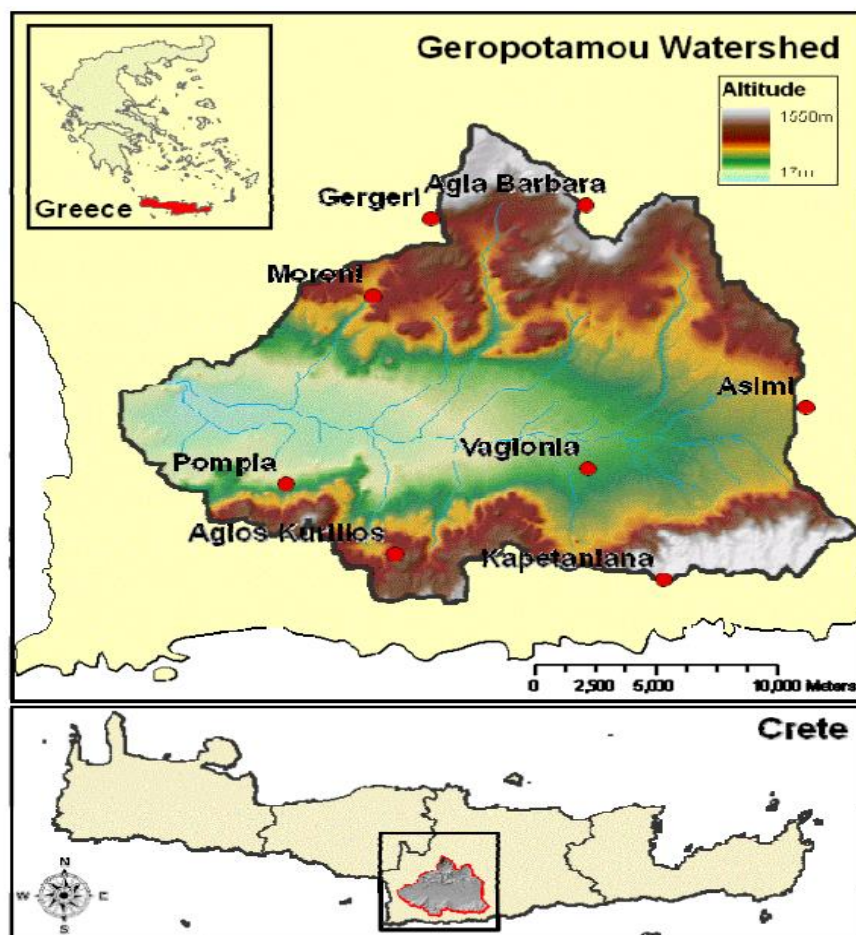 Geropotamou Watershed
Altitude
1550m
17m
Greece
Gergeri
Agia Barbara
Moroni
Asimi
Pompia
Vagionia
Agios Kurillos
Kapetaniana
0 2,500 5,000 10,000 Meters
Crete
N
W E
S